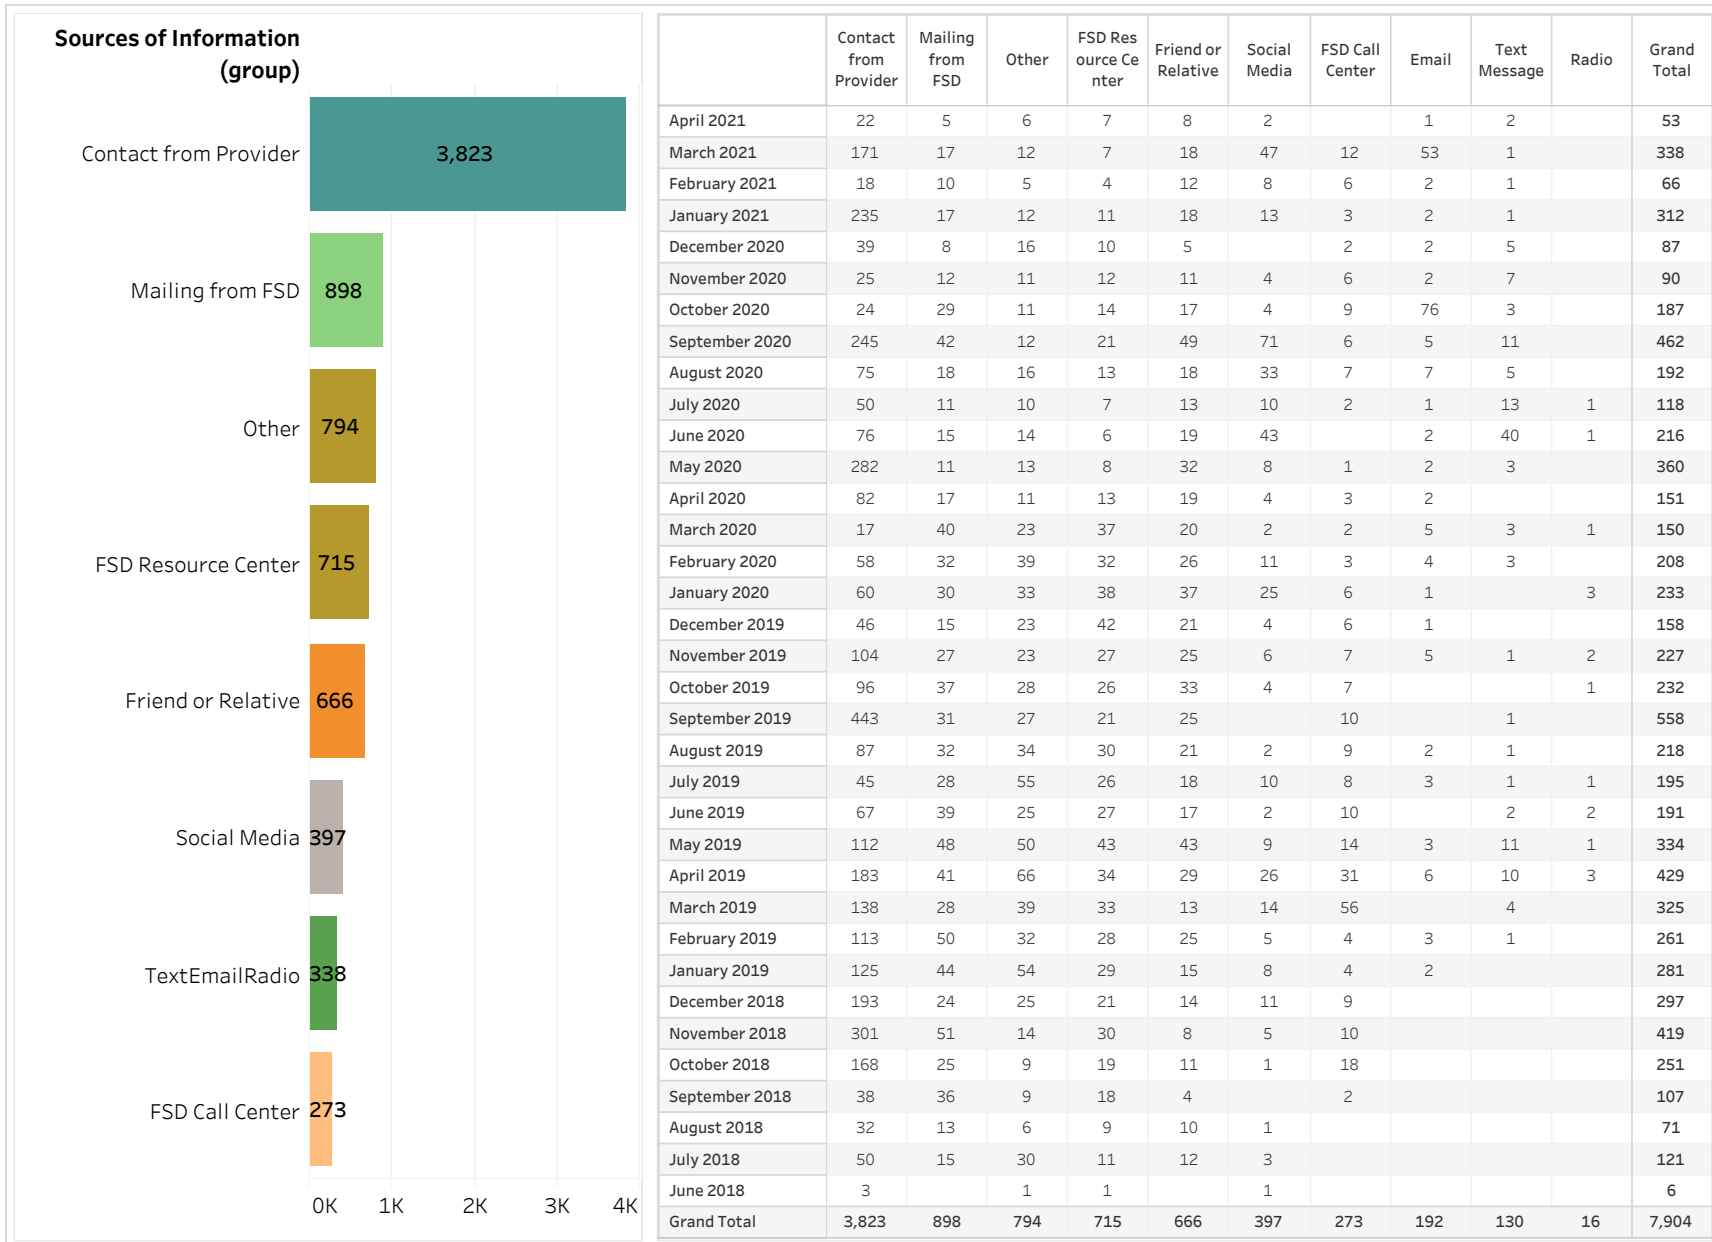 Sources of Information
(group)
Contact from Provider 3,823
Mailing from FSD 898
Other 794
FSD Resource Center 715
Friend or Relative 666
Social Media 397
TextEmailRadio 338
FSD Call Center 273
0K 1K 2K 3K 4K
Contact from Provider Mailing from FSD Other FSD Res ource Ce nter Friend or Relative Social Media FSD Call Center Email Text Message Radio Grand Total
April 2021 22 5 6 7 8 2 1 2 53
March 2021 171 17 12 7 18 47 12 53 1 338
February 2021 18 10 5 4 12 8 6 2 1 66
January 2021 235 17 12 11 18 13 3 2 1 312
December 2020 39 8 16 10 5 2 2 5 87
November 2020 25 12 11 12 11 4 6 2 7 90
October 2020 24 29 11 14 17 4 9 76 3 187
September 2020 245 42 12 21 49 71 6 5 11 462
August 2020 75 18 16 13 18 33 7 7 5 192
July 2020 50 11 10 7 13 10 2 1 13 1 118
June 2020 76 15 14 6 19 43 2 40 1 216
May 2020 282 11 13 8 32 8 1 2 3 360
April 2020 82 17 11 13 19 4 3 2 151
March 2020 17 40 23 37 20 2 2 5 3 1 150
February 2020 58 32 39 32 26 11 3 4 3 208
January 2020 60 30 33 38 37 25 6 1 3 233
December 2019 46 15 23 42 21 4 6 1 158
November 2019 104 27 23 27 25 6 7 5 1 2 227
October 2019 96 37 28 26 33 4 7 1 232
September 2019 443 31 27 21 25 10 1 558
August 2019 87 32 34 30 21 2 9 2 1 218
July 2019 45 28 55 26 18 10 8 3 1 1 195
June 2019 67 39 25 27 17 2 10 2 2 191
May 2019 112 48 50 43 43 9 14 3 11 1 334
April 2019 183 41 66 34 29 26 31 6 10 3 429
March 2019 138 28 39 33 13 14 56 4 325
February 2019 113 50 32 28 25 5 4 3 1 261
January 2019 125 44 54 29 15 8 4 2 281
December 2018 193 24 25 21 14 11 9 297
November 2018 301 51 14 30 8 5 10 419
October 2018 168 25 9 19 11 1 18 251
September 2018 38 36 9 18 4 2 107
August 2018 32 13 6 9 10 1 71
July 2018 50 15 30 11 12 3 121
June 2018 3 1 1 1 6
Grand Total 3,823 898 794 715 666 397 273 192 130 16 7,904